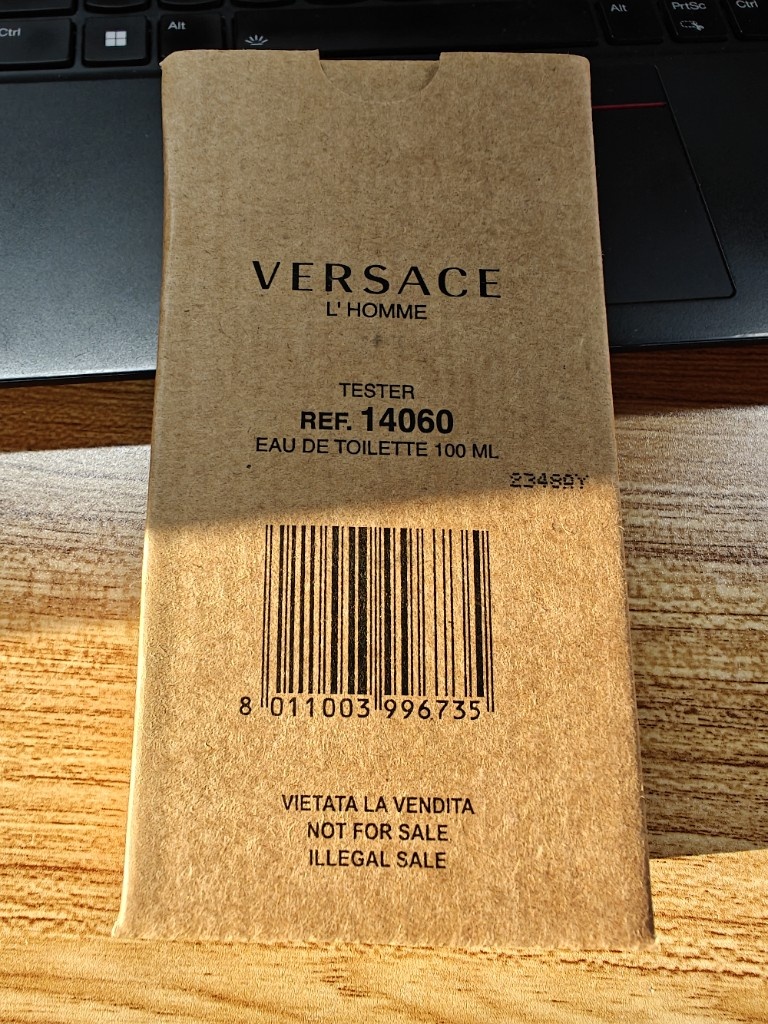 Ctrl
Alt
Alt
PrtSc
Ctrl
VERSACE
L'HOMME
TESTER
REF. 14060
EAU DE TOILETTE 100 ML
2348AY
8 011003 996735
VIETATA LA VENDITA
NOT FOR SALE
ILLEGAL SALE